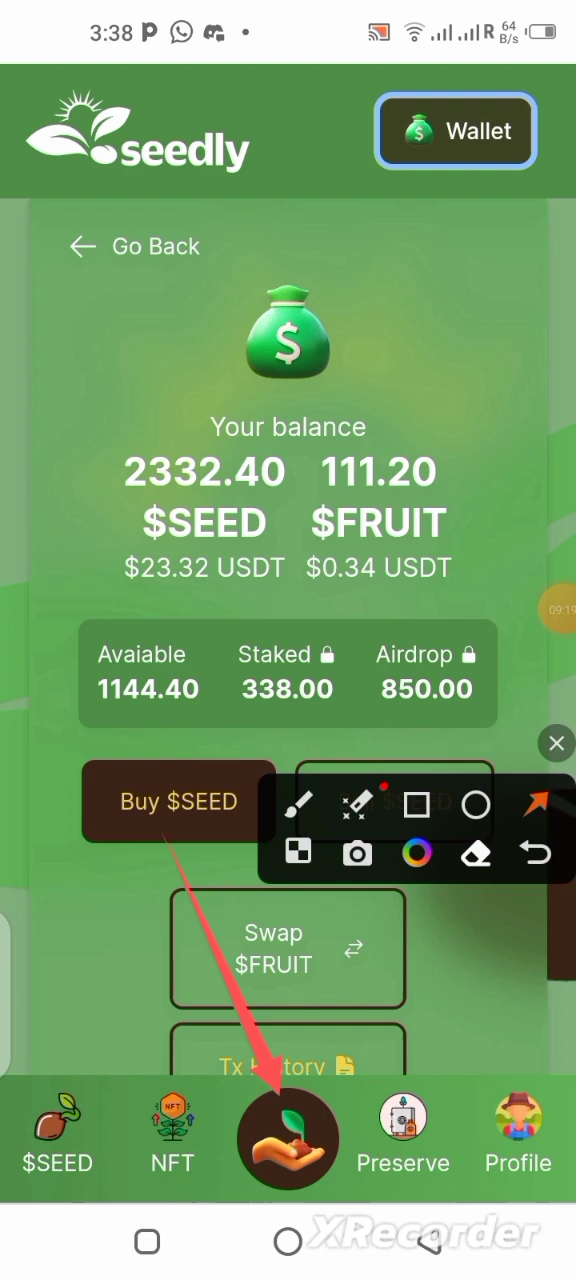 3:38
R 64 B/s
seedly
Wallet
Go Back
$
Your balance
2332.40 111.20
$SEED $FRUIT
$23.32 USDT $0.34 USDT
09:19
Avaiable Staked Airdrop
1144.40 338.00 850.00
Buy $SEED
Swap
$FRUIT
NFT
$SEED NFT Preserve Profile
XRecorder